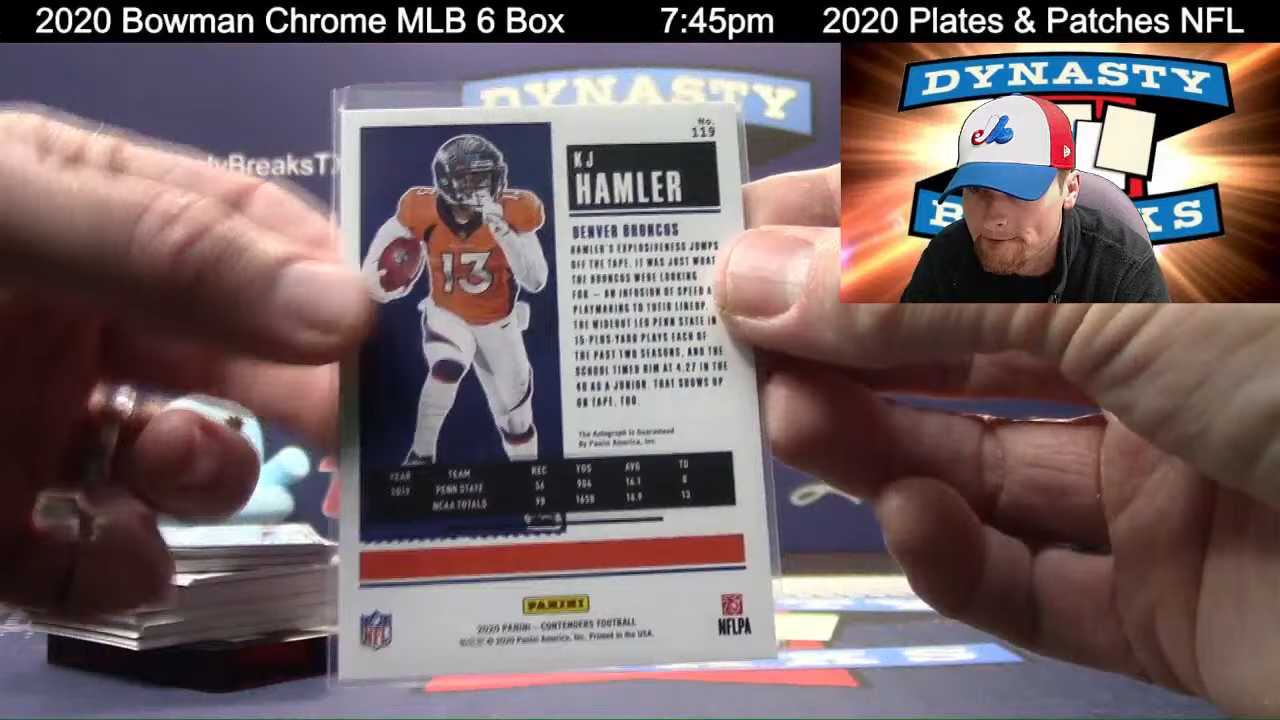 2020 Bowman Chrome MLB 6 Box 7:45pm 2020 Plates & Patches NFL
DYNASTY
DYNASTY
No.
119
KJ
HAMLER
DENVER BRONCOS
HAMLER'S EXPLOSIVENESS JUMPS
OFF THE TAPE. IT WAS JUST WHAT
THE BRONCOS WERE LOOKING
FOR — AN INFUSION OF SPEED &
PLAYMAKING TO THEIR LINEUP.
THE WIDEOUT LED PENN STATE IN
15-PLUS-YARD PLAYS EACH OF
THE PAST TWO SEASONS, AND THE
SCHOOL TIMED HIM AT 4.27 IN THE
40 AS A JUNIOR. THAT SHOWS UP
ON TAPE, TOO.
13
The Autograph is Guaranteed
By Panini America, Inc.
YEAR TEAM REC YDS AVG TD
2019 PENN STATE 56 904 16.1 8
NCAA TOTALS 98 1658 16.9 13
PANINI
2020 PANINI – CONTENDERS FOOTBALL
© 2020 Panini America, Inc. Printed in the USA.
NFL
NFLPA